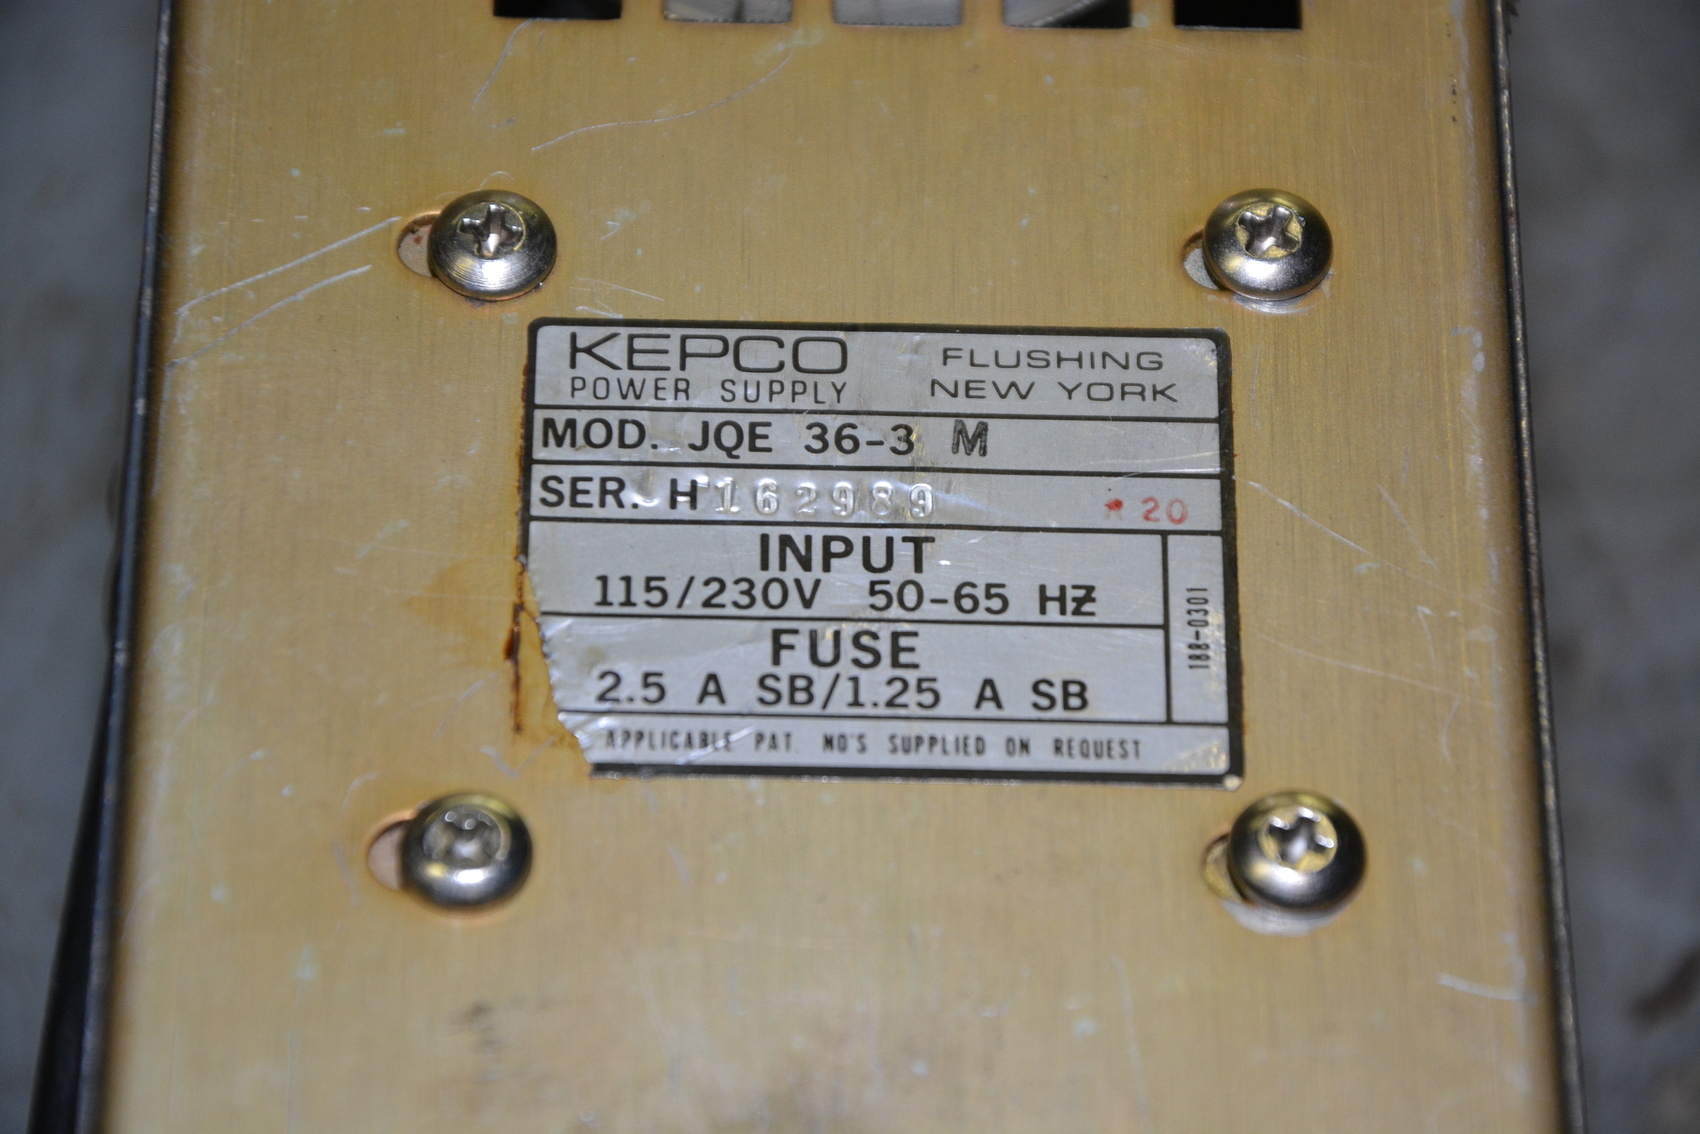 KEPCO
POWER SUPPLY
FLUSHING
NEW YORK
MOD. JQE 36-3 M
SER. H 162989 20
INPUT
115/230V 50-65 HZ
FUSE
2.5 A SB/1.25 A SB
188-0301
APPLICABLE PAT. NO'S SUPPLIED ON REQUEST